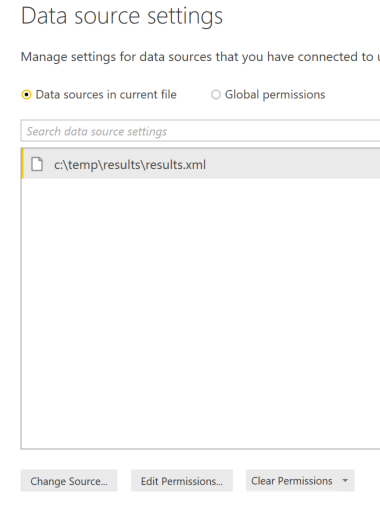 Data source settings
Manage settings for data sources that you have connected to
Data sources in current file
Global permissions
Search data source settings
c:\temp\results\results.xml
Change Source...
Edit Permissions...
Clear Permissions